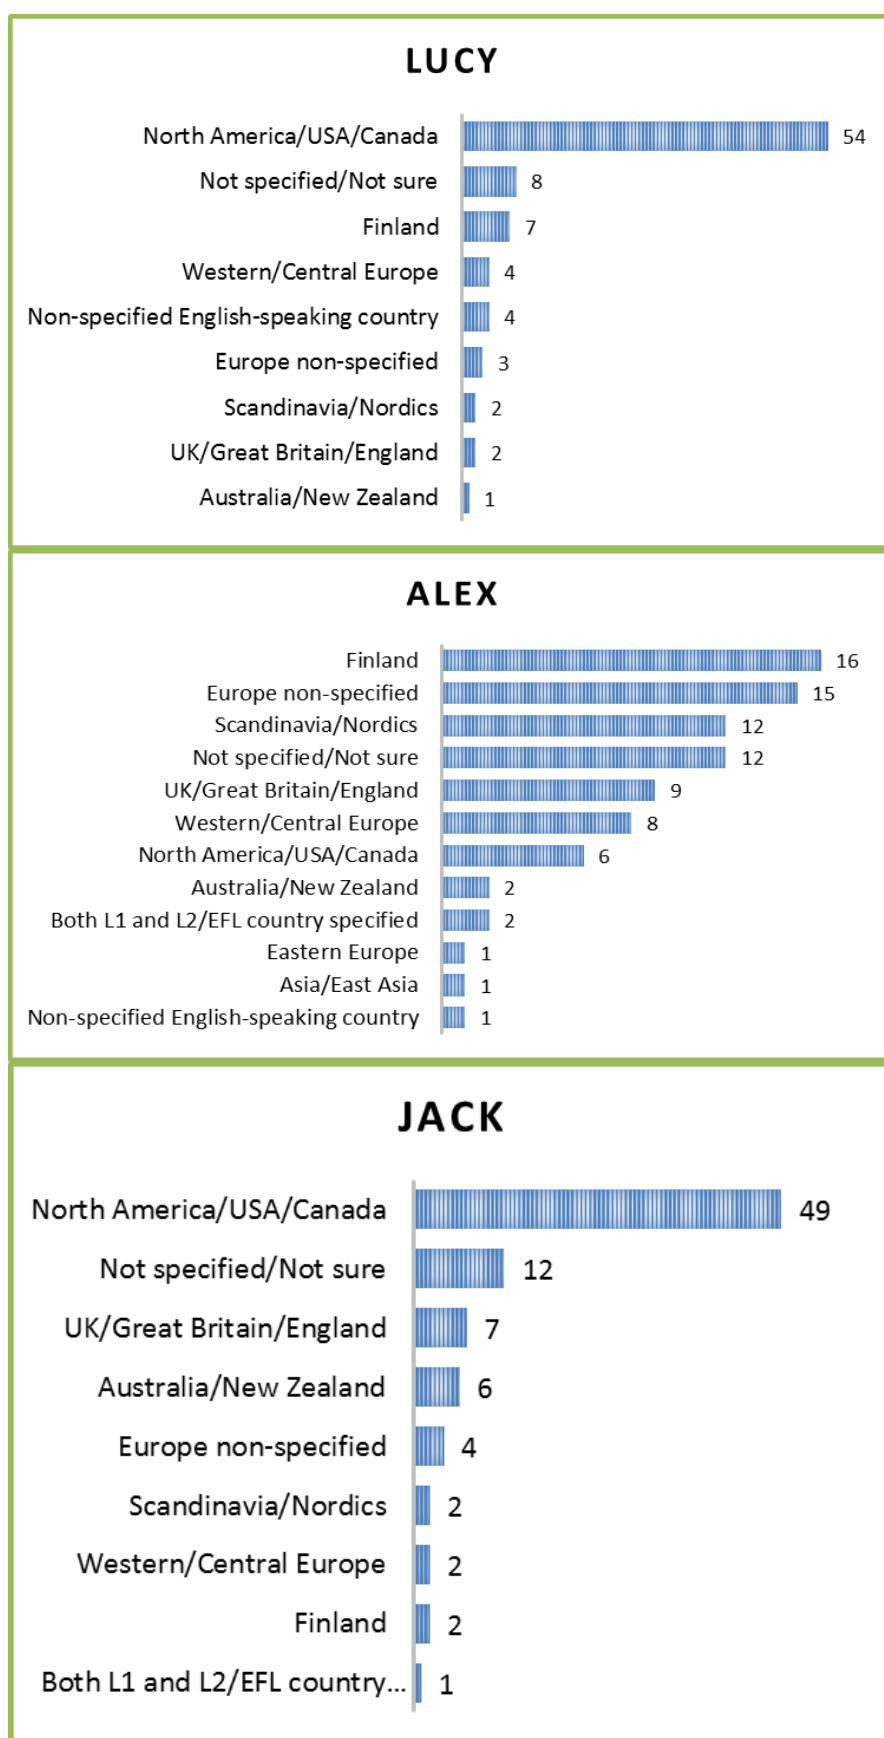 LUCY
North America/USA/Canada 54
Not specified/Not sure 8
Finland 7
Western/Central Europe 4
Non-specified English-speaking country 4
Europe non-specified 3
Scandinavia/Nordics 2
UK/Great Britain/England 2
Australia/New Zealand 1
ALEX
Finland 16
Europe non-specified 15
Scandinavia/Nordics 12
Not specified/Not sure 12
UK/Great Britain/England 9
Western/Central Europe 8
North America/USA/Canada 6
Australia/New Zealand 2
Both L1 and L2/EFL country specified 2
Eastern Europe 1
Asia/East Asia 1
Non-specified English-speaking country 1
JACK
North America/USA/Canada 49
Not specified/Not sure 12
UK/Great Britain/England 7
Australia/New Zealand 6
Europe non-specified 4
Scandinavia/Nordics 2
Western/Central Europe 2
Finland 2
Both L1 and L2/EFL country... 1